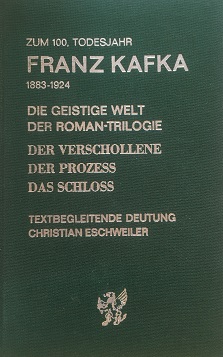 ZUM 100. TODESJAHR
FRANZ KAFKA
1883-1924
DIE GEISTIGE WELT
DER ROMAN-TRILOGIE
DER VERSCHOLLENE
DER PROZESS
DAS SCHLOSS
TEXTBEGLEITENDE DEUTUNG
CHRISTIAN ESCHWEILER